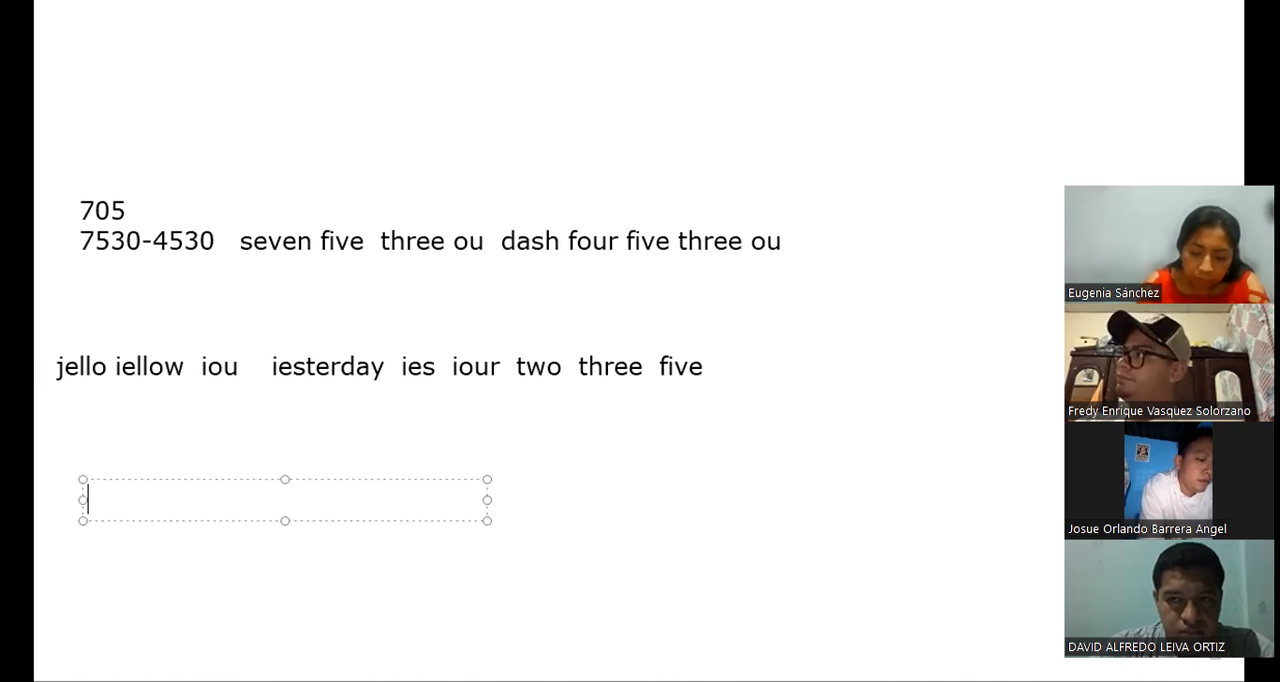 705
7530-4530 seven five three ou dash four five three ou
jello iellow iou iesterday ies iour two three five
Eugenia Sánchez
Fredy Enrique Vasquez Solorzano
Josue Orlando Barrera Angel
DAVID ALFREDO LEIVA ORTIZ